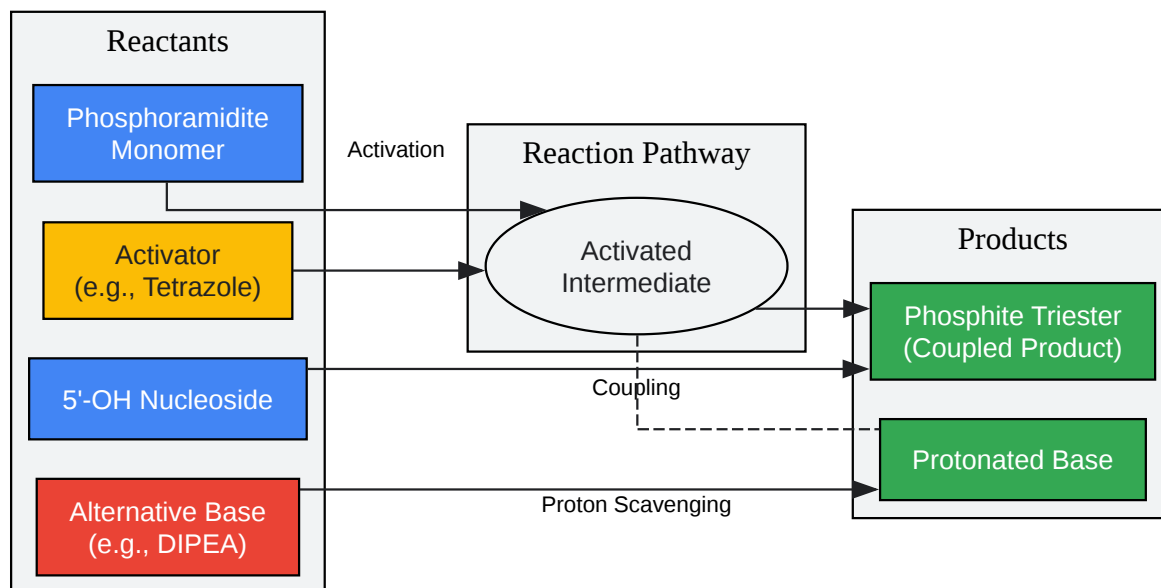 Reactants
Phosphoramidite
Monomer
Activator
(e.g., Tetrazole)
5'-OH Nucleoside
Alternative Base
(e.g., DIPEA)
Activation
Reaction Pathway
Activated
Intermediate
Coupling
Proton Scavenging
Products
Phosphite Triester
(Coupled Product)
Protonated Base